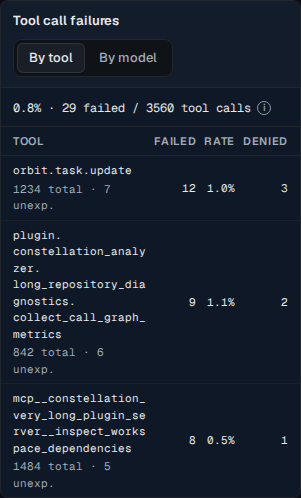 Tool call failures
By tool By model
0.8% · 29 failed / 3560 tool calls
TOOL FAILED RATE DENIED
orbit.task.update
1234 total · 7
unexp.
12 1.0% 3
plugin.
constellation_analy
zer.
long_repository_dia
gnostics.
collect_call_graph_
metrics
842 total · 6
unexp.
9 1.1% 2
mcp__constellation_
very_long_plugin_se
rver__inspect_works
pace_dependencies
1484 total · 5
unexp.
8 0.5% 1